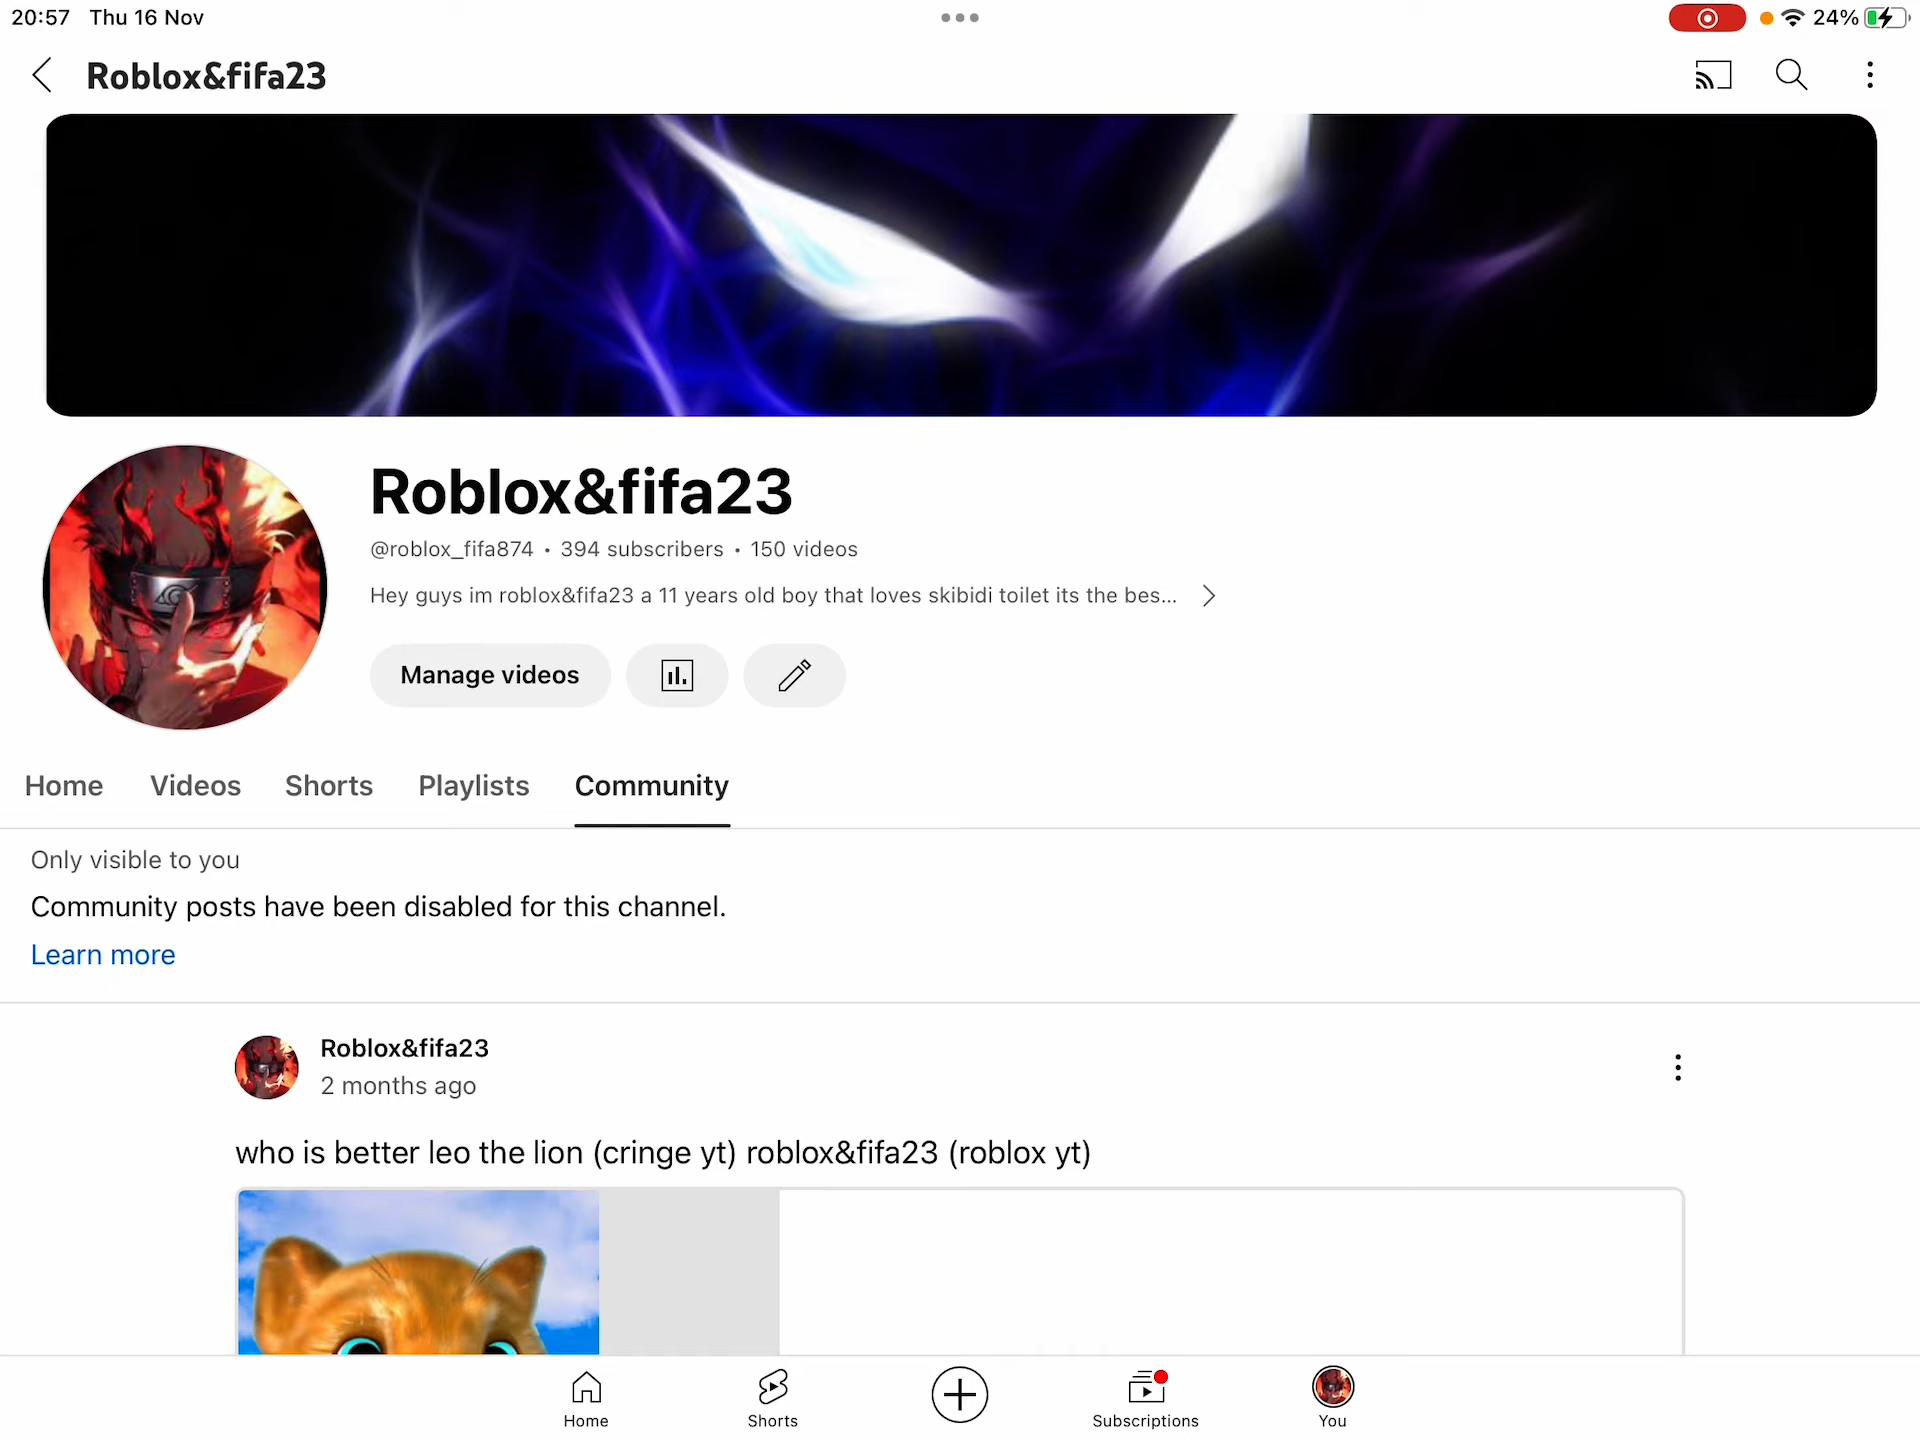 20:57 Thu 16 Nov
24%
Roblox&fifa23
Roblox&fifa23
@roblox_fifa874 • 394 subscribers • 150 videos
Hey guys im roblox&fifa23 a 11 years old boy that loves skibidi toilet its the bes...
Manage videos
Home Videos Shorts Playlists Community
Only visible to you
Community posts have been disabled for this channel.
Learn more
Roblox&fifa23
2 months ago
who is better leo the lion (cringe yt) roblox&fifa23 (roblox yt)
Home Shorts Subscriptions You